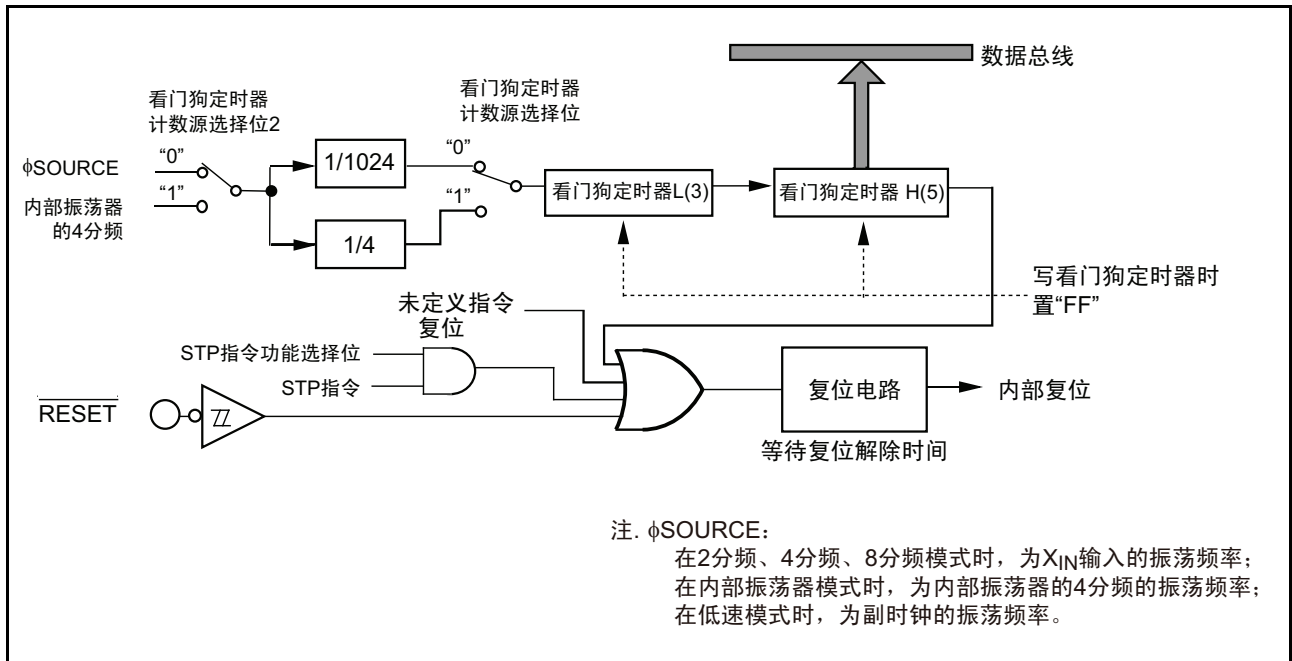 数据总线
看门狗定时器
计数源选择位2
看门狗定时器
计数源选择位
“0”
“0”
φSOURCE
1/1024
“1”
“1”
看门狗定时器L(3)
看门狗定时器 H(5)
内部振荡器
的4分频
1/4
写看门狗定时器时
置“FF”
未定义指令
复位
STP指令功能选择位
STP指令
RESET
复位电路
内部复位
等待复位解除时间
注. φSOURCE：
在2分频、4分频、8分频模式时，为XIN输入的振荡频率；
在内部振荡器模式时，为内部振荡器的4分频的振荡频率；
在低速模式时，为副时钟的振荡频率。